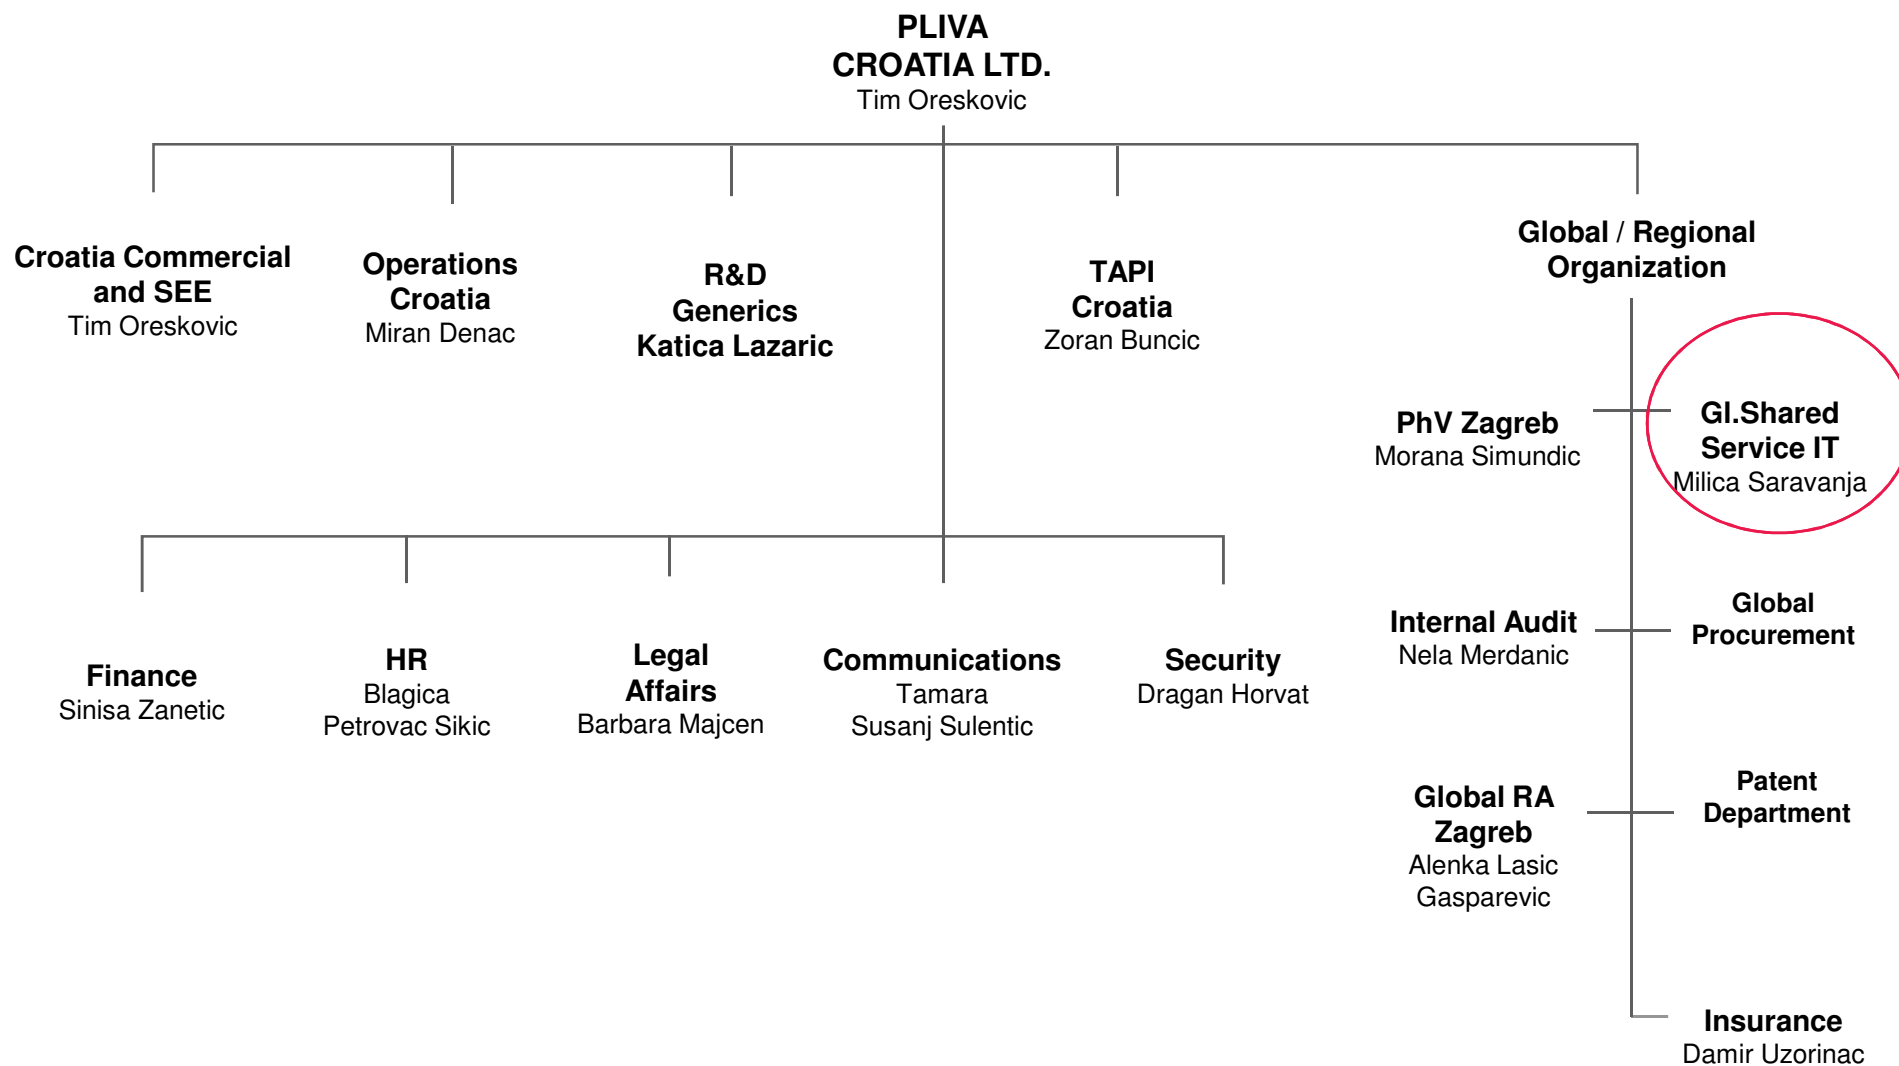 PLIVA
CROATIA LTD.
Tim Oreskovic
Croatia Commercial
and SEE
Tim Oreskovic
Operations
Croatia
Miran Denac
R&D
Generics
Katica Lazaric
TAPI
Croatia
Zoran Buncic
Global / Regional
Organization
PhV Zagreb
Morana Simundic
Gl.Shared
Service IT
Milica Saravanja
Finance
Sinisa Zanetic
HR
Blagica
Petrovac Sikic
Legal
Affairs
Barbara Majcen
Communications
Tamara
Susanj Sulentic
Security
Dragan Horvat
Internal Audit
Nela Merdanic
Global
Procurement
Global RA
Zagreb
Alenka Lasic
Gasparevic
Patent
Department
Insurance
Damir Uzorinac